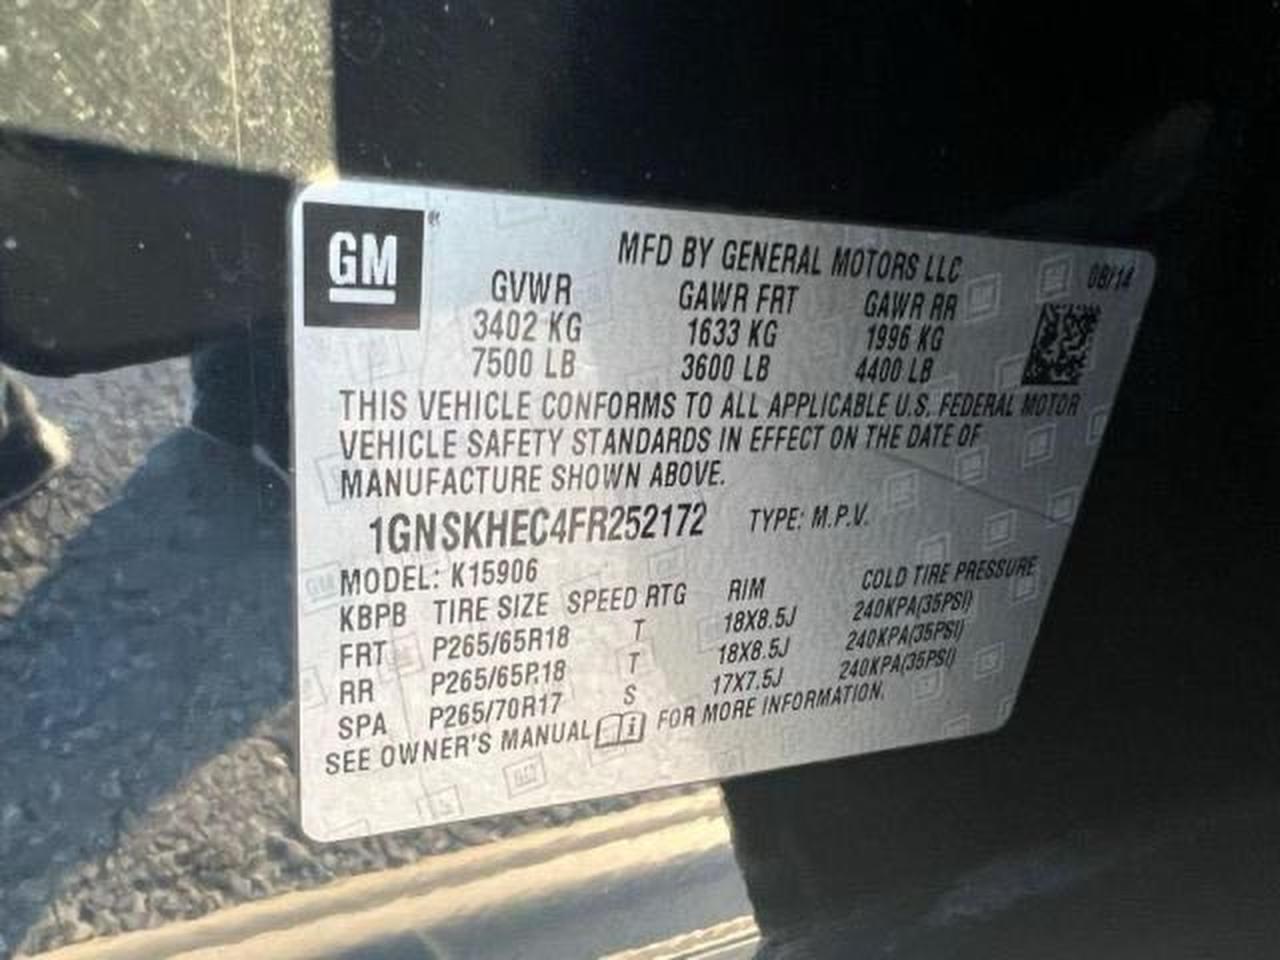 GM®
MFD BY GENERAL MOTORS LLC
08/14
GVWR GAWR FRT GAWR RR
3402 KG 1633 KG 1996 KG
7500 LB 3600 LB 4400 LB
THIS VEHICLE CONFORMS TO ALL APPLICABLE U.S. FEDERAL MOTOR
VEHICLE SAFETY STANDARDS IN EFFECT ON THE DATE OF
MANUFACTURE SHOWN ABOVE.
1GNSKHEC4FR252172 TYPE: M.P.V.
MODEL: K15906
KBPB TIRE SIZE SPEED RTG RIM COLD TIRE PRESSURE
FRT P265/65R18 T 18X8.5J 240KPA(35PSI)
RR P265/65R18 T 18X8.5J 240KPA(35PSI)
SPA P265/70R17 S 17X7.5J 240KPA(35PSI)
SEE OWNER'S MANUAL FOR MORE INFORMATION.